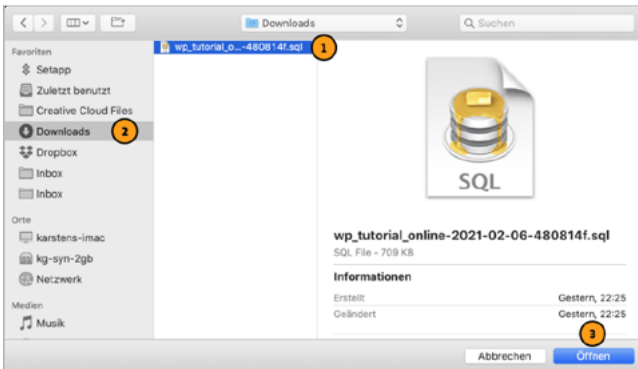 Downloads
Suchen
Favoriten
Setapp
Zuletzt benutzt
Creative Cloud Files
Downloads
Dropbox
Inbox
Inbox
Orte
karstens-imac
kg-syn-2gb
Netzwerk
Medien
Musik
wp_tutorial_o...-480814f.sql
1
2
SQL
wp_tutorial_online-2021-02-06-480814f.sql
SQL File - 709 KB
Informationen
Erstellt Gestern, 22:25
Geändert Gestern, 22:25
3
Abbrechen Öffnen